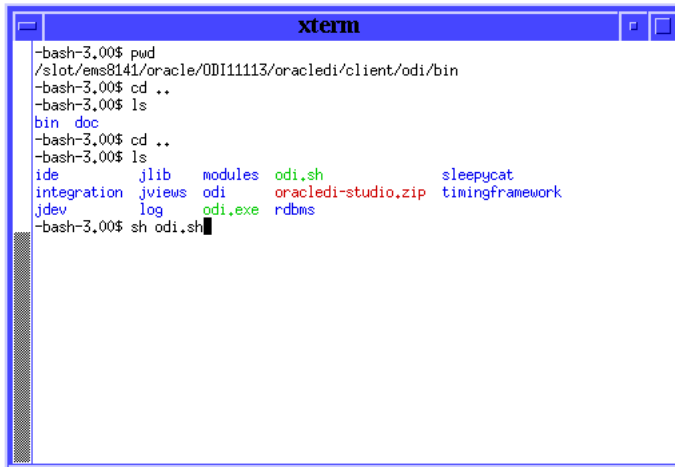 xterm
-bash-3.00$ pwd
/slot/ems8141/oracle/ODI11113/oracledi/client/odi/bin
-bash-3.00$ cd ..
-bash-3.00$ ls
bin  doc
-bash-3.00$ cd ..
-bash-3.00$ ls
ide          jlib    modules  odi.sh               sleepycat
integration  jviews  odi      oracledi-studio.zip  timingframework
jdev         log     odi.exe  rdbms
-bash-3.00$ sh odi.sh